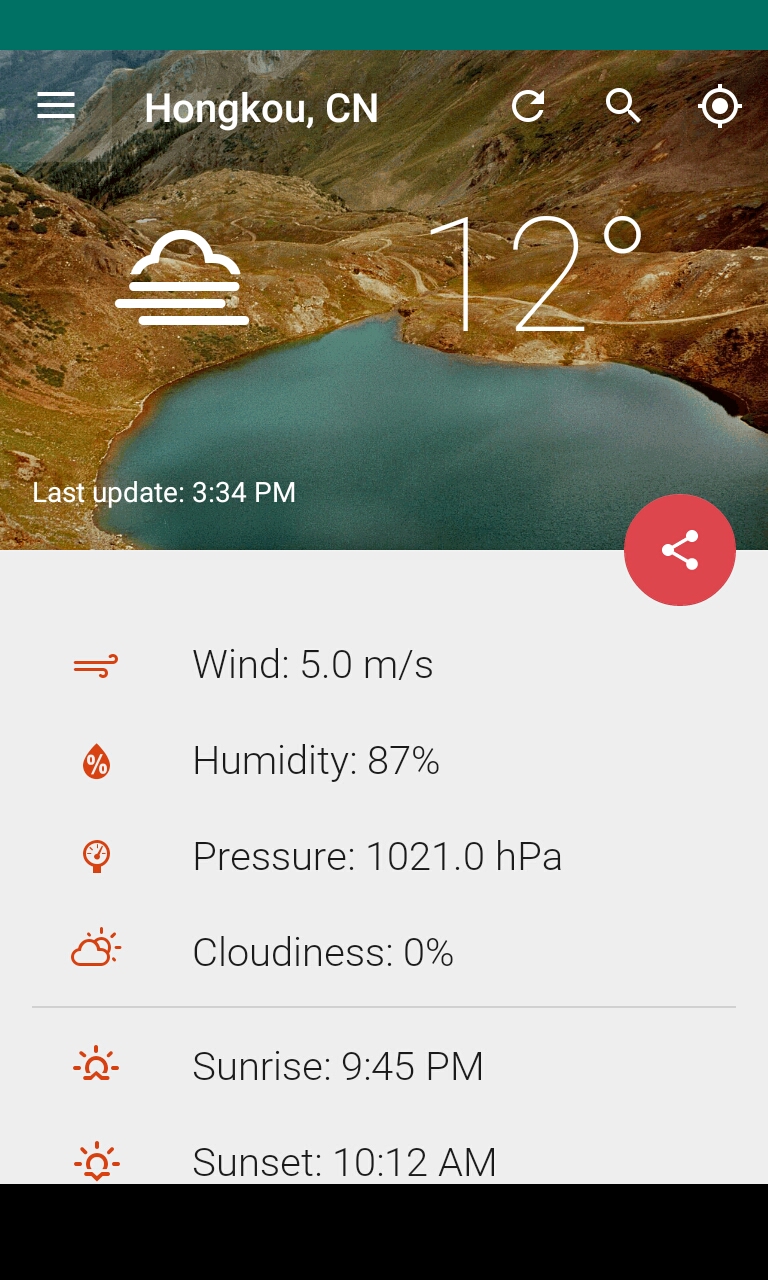 Hongkou, CN
12°
Last update: 3:34 PM
Wind: 5.0 m/s
Humidity: 87%
Pressure: 1021.0 hPa
Cloudiness: 0%
Sunrise: 9:45 PM
Sunset: 10:12 AM